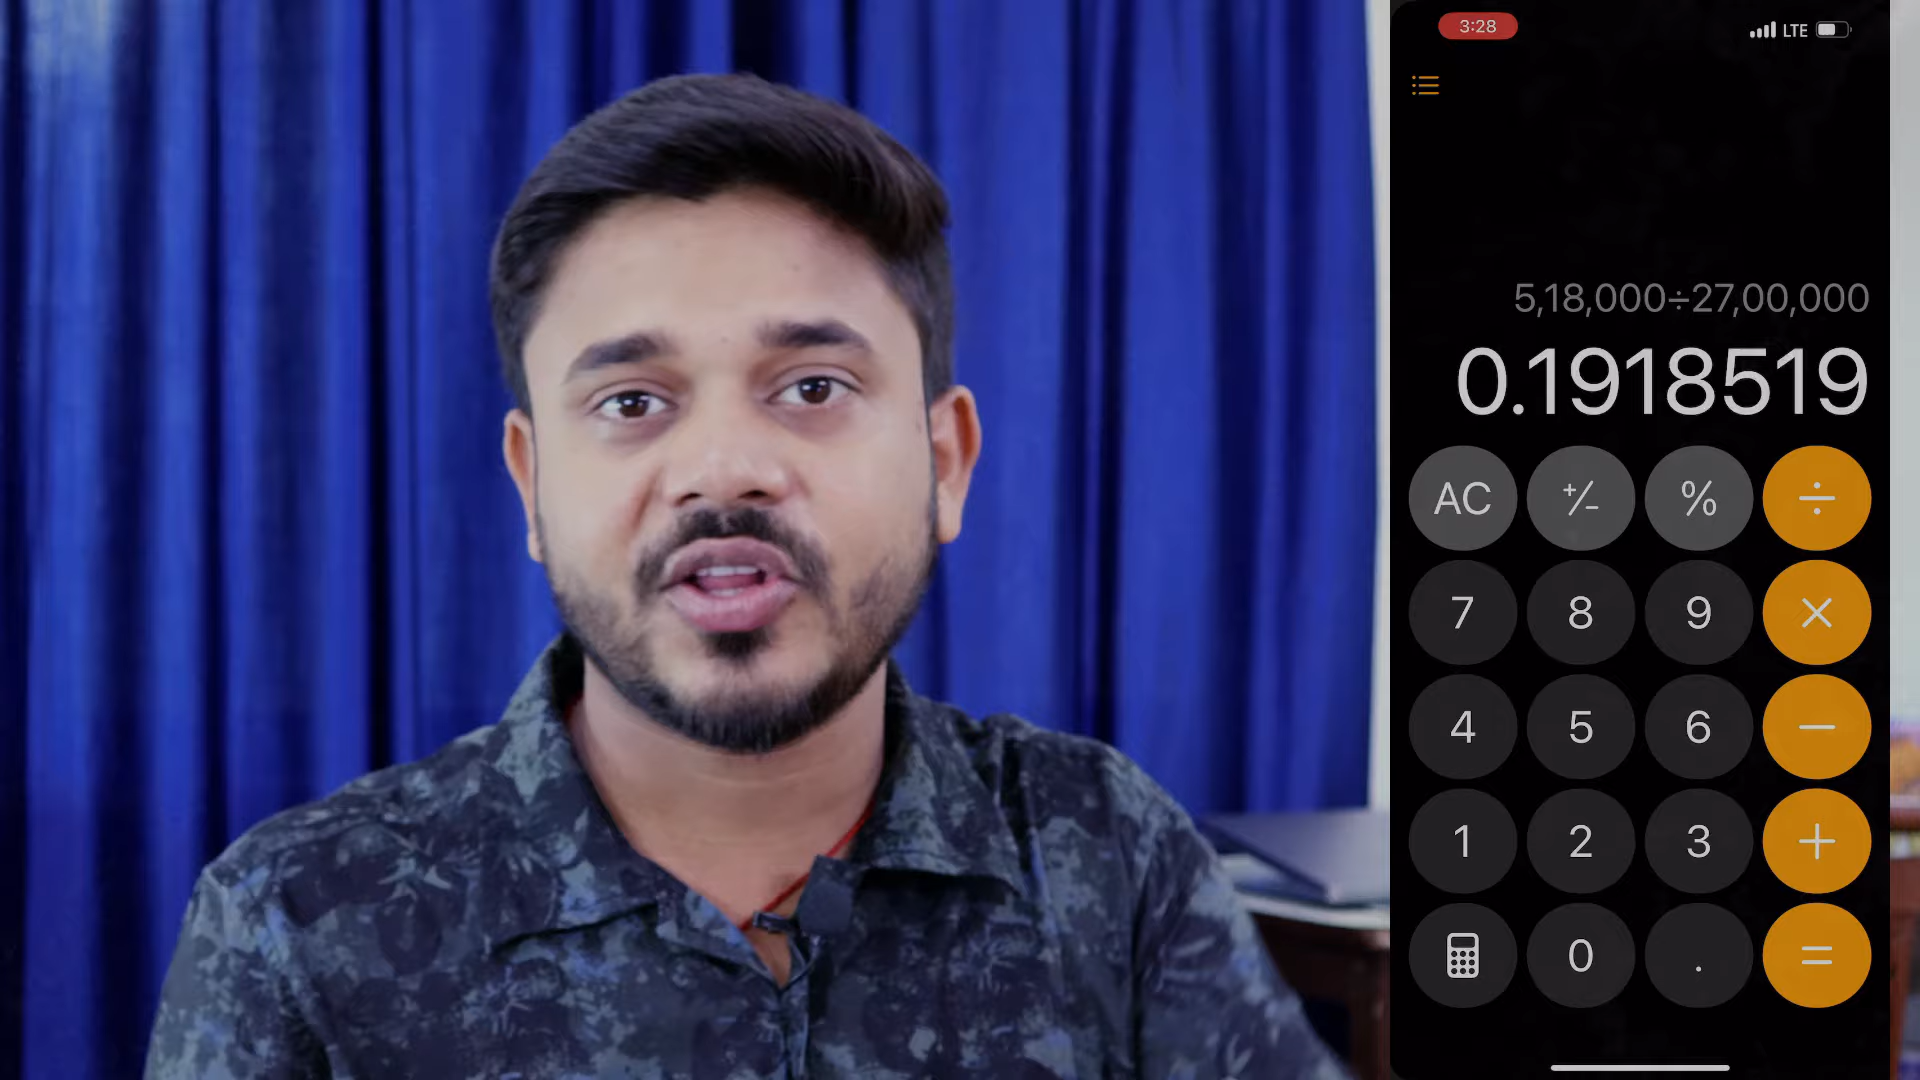 3:28
LTE
5,18,000÷27,00,000
0.1918519
AC +/− % ÷
7 8 9 ×
4 5 6 −
1 2 3 +
0 . =